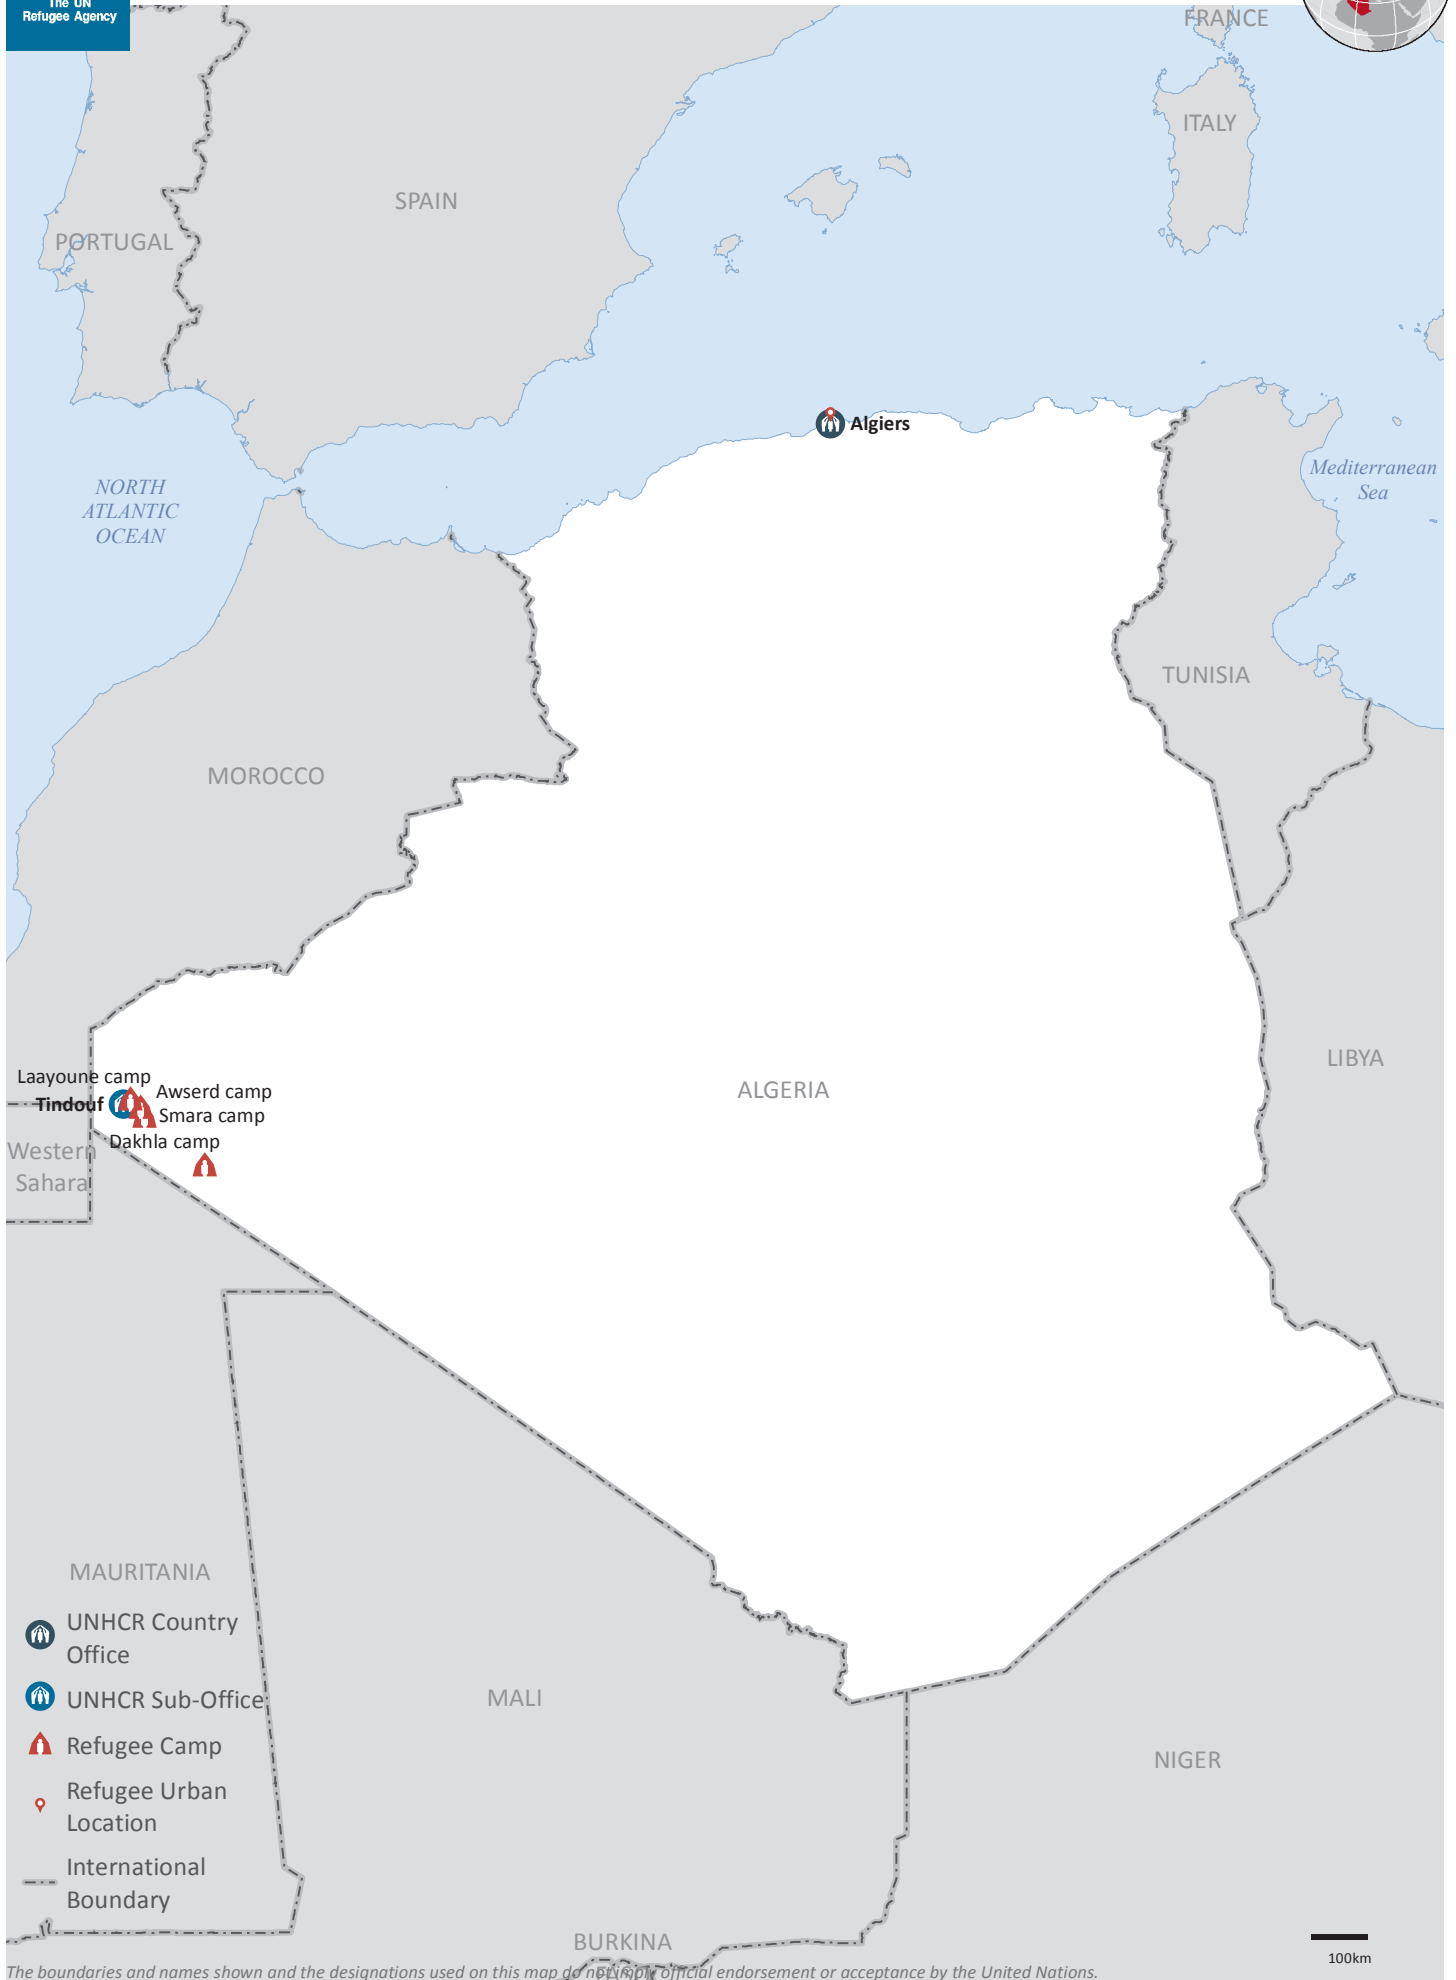 The UN
Refugee Agency
FRANCE
ITALY
SPAIN
PORTUGAL
Algiers
Mediterranean
Sea
NORTH
ATLANTIC
OCEAN
TUNISIA
MOROCCO
LIBYA
Laayoune camp
Awserd camp
ALGERIA
Tindouf
Smara camp
Dakhla camp
Western
Sahara
MAURITANIA
UNHCR Country
Office
UNHCR Sub-Office
MALI
Refugee Camp
NIGER
Refugee Urban
Location
International
Boundary
BURKINA
FASO
100km
The boundaries and names shown and the designations used on this map do not imply official endorsement or acceptance by the United Nations.